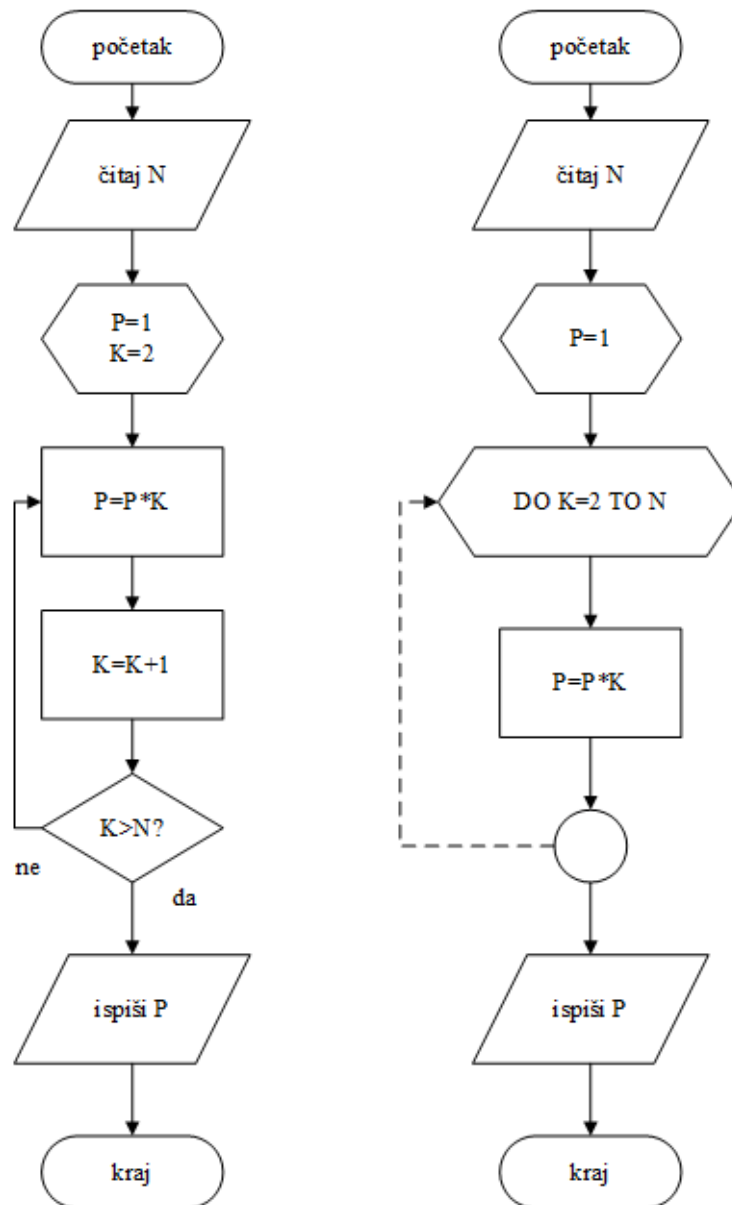 početak
čitaj N
P=1
K=2
P=P*K
K=K+1
K>N?
ne
da
ispiši P
kraj
početak
čitaj N
P=1
DO K=2 TO N
P=P*K
ispiši P
kraj